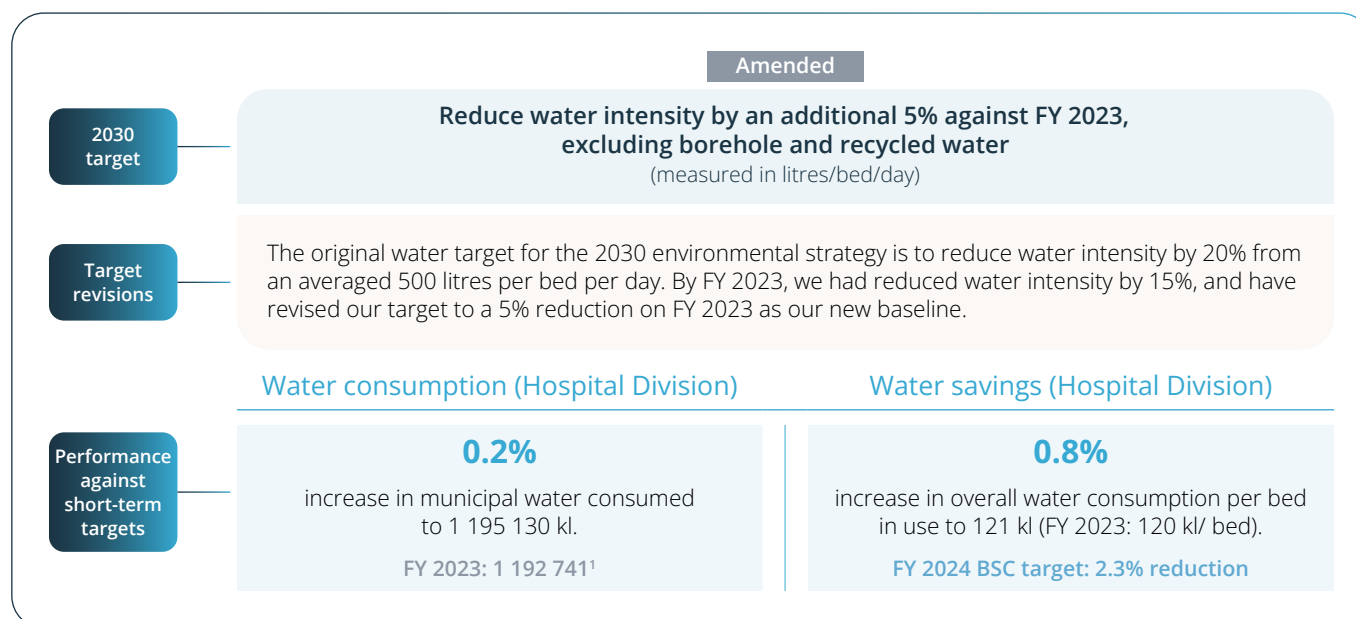 Amended
2030
target
Reduce water intensity by an additional 5% against FY 2023,
excluding borehole and recycled water
(measured in litres/bed/day)
Target
revisions
The original water target for the 2030 environmental strategy is to reduce water intensity by 20% from
an averaged 500 litres per bed per day. By FY 2023, we had reduced water intensity by 15%, and have
revised our target to a 5% reduction on FY 2023 as our new baseline.
Water consumption (Hospital Division)
Water savings (Hospital Division)
Performance
against
short-term
targets
0.2%
increase in municipal water consumed
to 1 195 130 kl.
FY 2023: 1 192 741¹
0.8%
increase in overall water consumption per bed
in use to 121 kl (FY 2023: 120 kl/ bed).
FY 2024 BSC target: 2.3% reduction